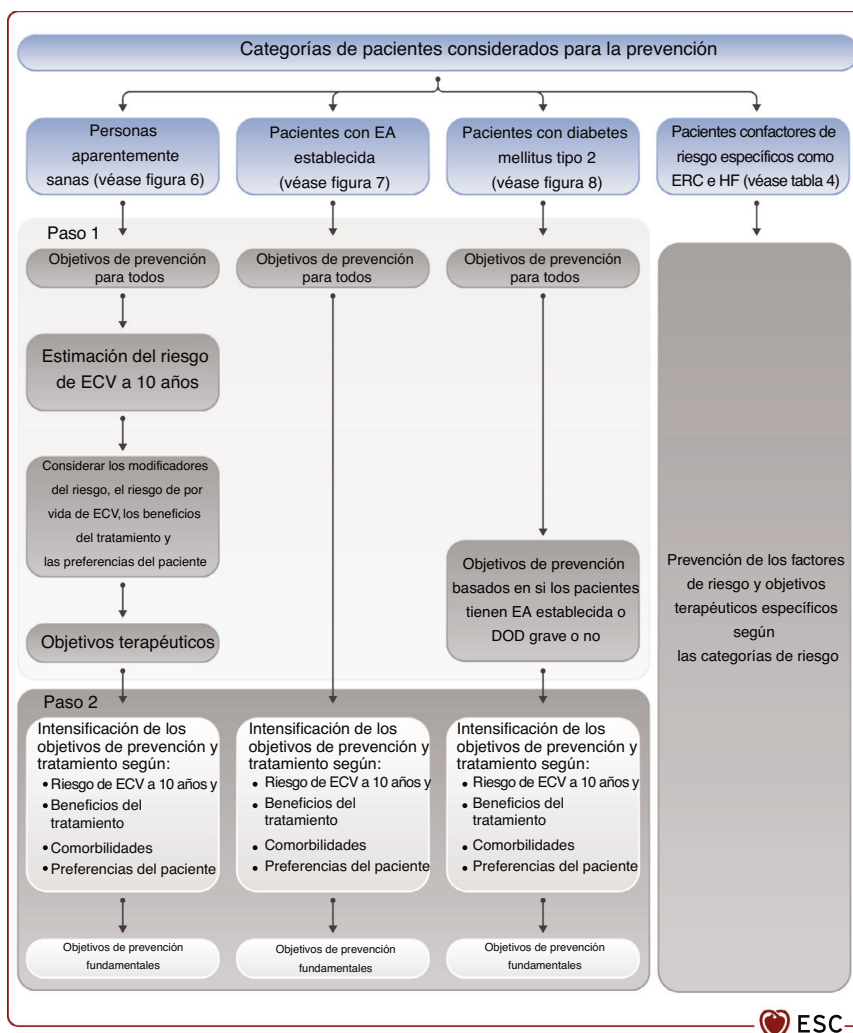 Categorías de pacientes considerados para la prevención
Personas
aparentemente
sanas (véase figura 6)
Pacientes con EA
establecida
(véase figura 7)
Pacientes con diabetes
mellitus tipo 2
(véase figura 8)
Pacientes confactores de
riesgo específicos como
ERC e HF (véase tabla 4)
Paso 1
Objetivos de prevención
para todos
Objetivos de prevención
para todos
Objetivos de prevención
para todos
Estimación del riesgo
de ECV a 10 años
Considerar los modificadores
del riesgo, el riesgo de por
vida de ECV, los beneficios
del tratamiento y
las preferencias del paciente
Objetivos de prevención
basados en si los pacientes
tienen EA establecida o
DOD grave o no
Prevención de los factores
de riesgo y objetivos
terapéuticos específicos
según
las categorías de riesgo
Objetivos terapéuticos
Paso 2
Intensificación de los
objetivos de prevención y
tratamiento según:
• Riesgo de ECV a 10 años y
• Beneficios del
tratamiento
• Comorbilidades
• Preferencias del paciente
Intensificación de los
objetivos de prevención y
tratamiento según:
• Riesgo de ECV a 10 años y
• Beneficios del
tratamiento
• Comorbilidades
• Preferencias del paciente
Intensificación de los
objetivos de prevención y
tratamiento según:
• Riesgo de ECV a 10 años y
• Beneficios del
tratamiento
• Comorbilidades
• Preferencias del paciente
Objetivos de prevención
fundamentales
Objetivos de prevención
fundamentales
Objetivos de prevención
fundamentales
ESC